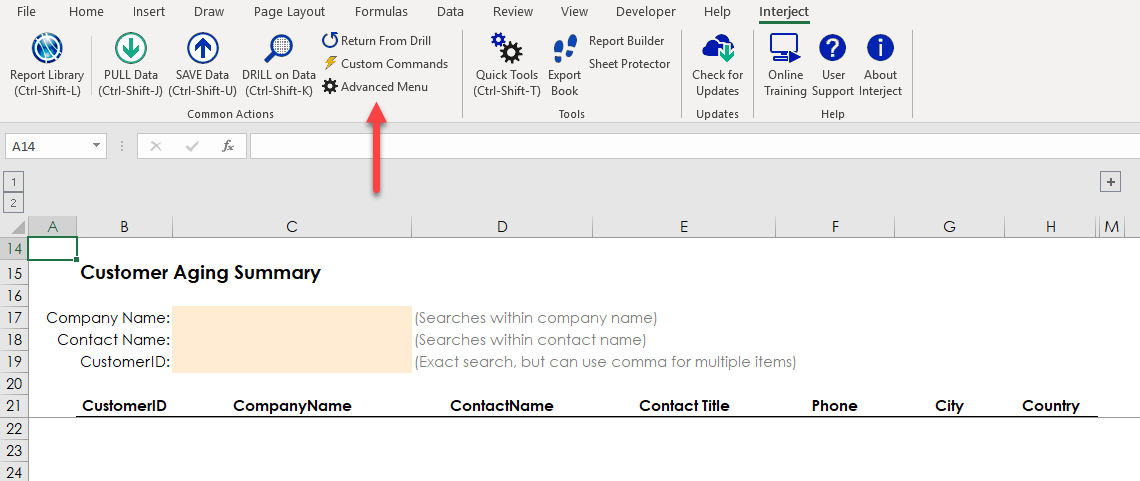 File Home Insert Draw Page Layout Formulas Data Review View Developer Help Interject
Report Library
(Ctrl-Shift-L)
PULL Data
(Ctrl-Shift-J)
SAVE Data
(Ctrl-Shift-U)
DRILL on Data
(Ctrl-Shift-K)
Return From Drill
Custom Commands
Advanced Menu
Common Actions
Quick Tools
(Ctrl-Shift-T)
Export
Book
Report Builder
Sheet Protector
Tools
Check for
Updates
Updates
Online
Training
User
Support
About
Interject
Help
A14
fx
1
2
A B C D E F G H M
14
15 Customer Aging Summary
16
17 Company Name: (Searches within company name)
18 Contact Name: (Searches within contact name)
19 CustomerID: (Exact search, but can use comma for multiple items)
20
21 CustomerID CompanyName ContactName Contact Title Phone City Country
22
23
24